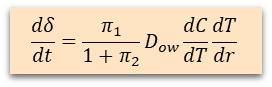 dδ/dt = π₁/(1 + π₂) D_ow dC/dT dT/dr